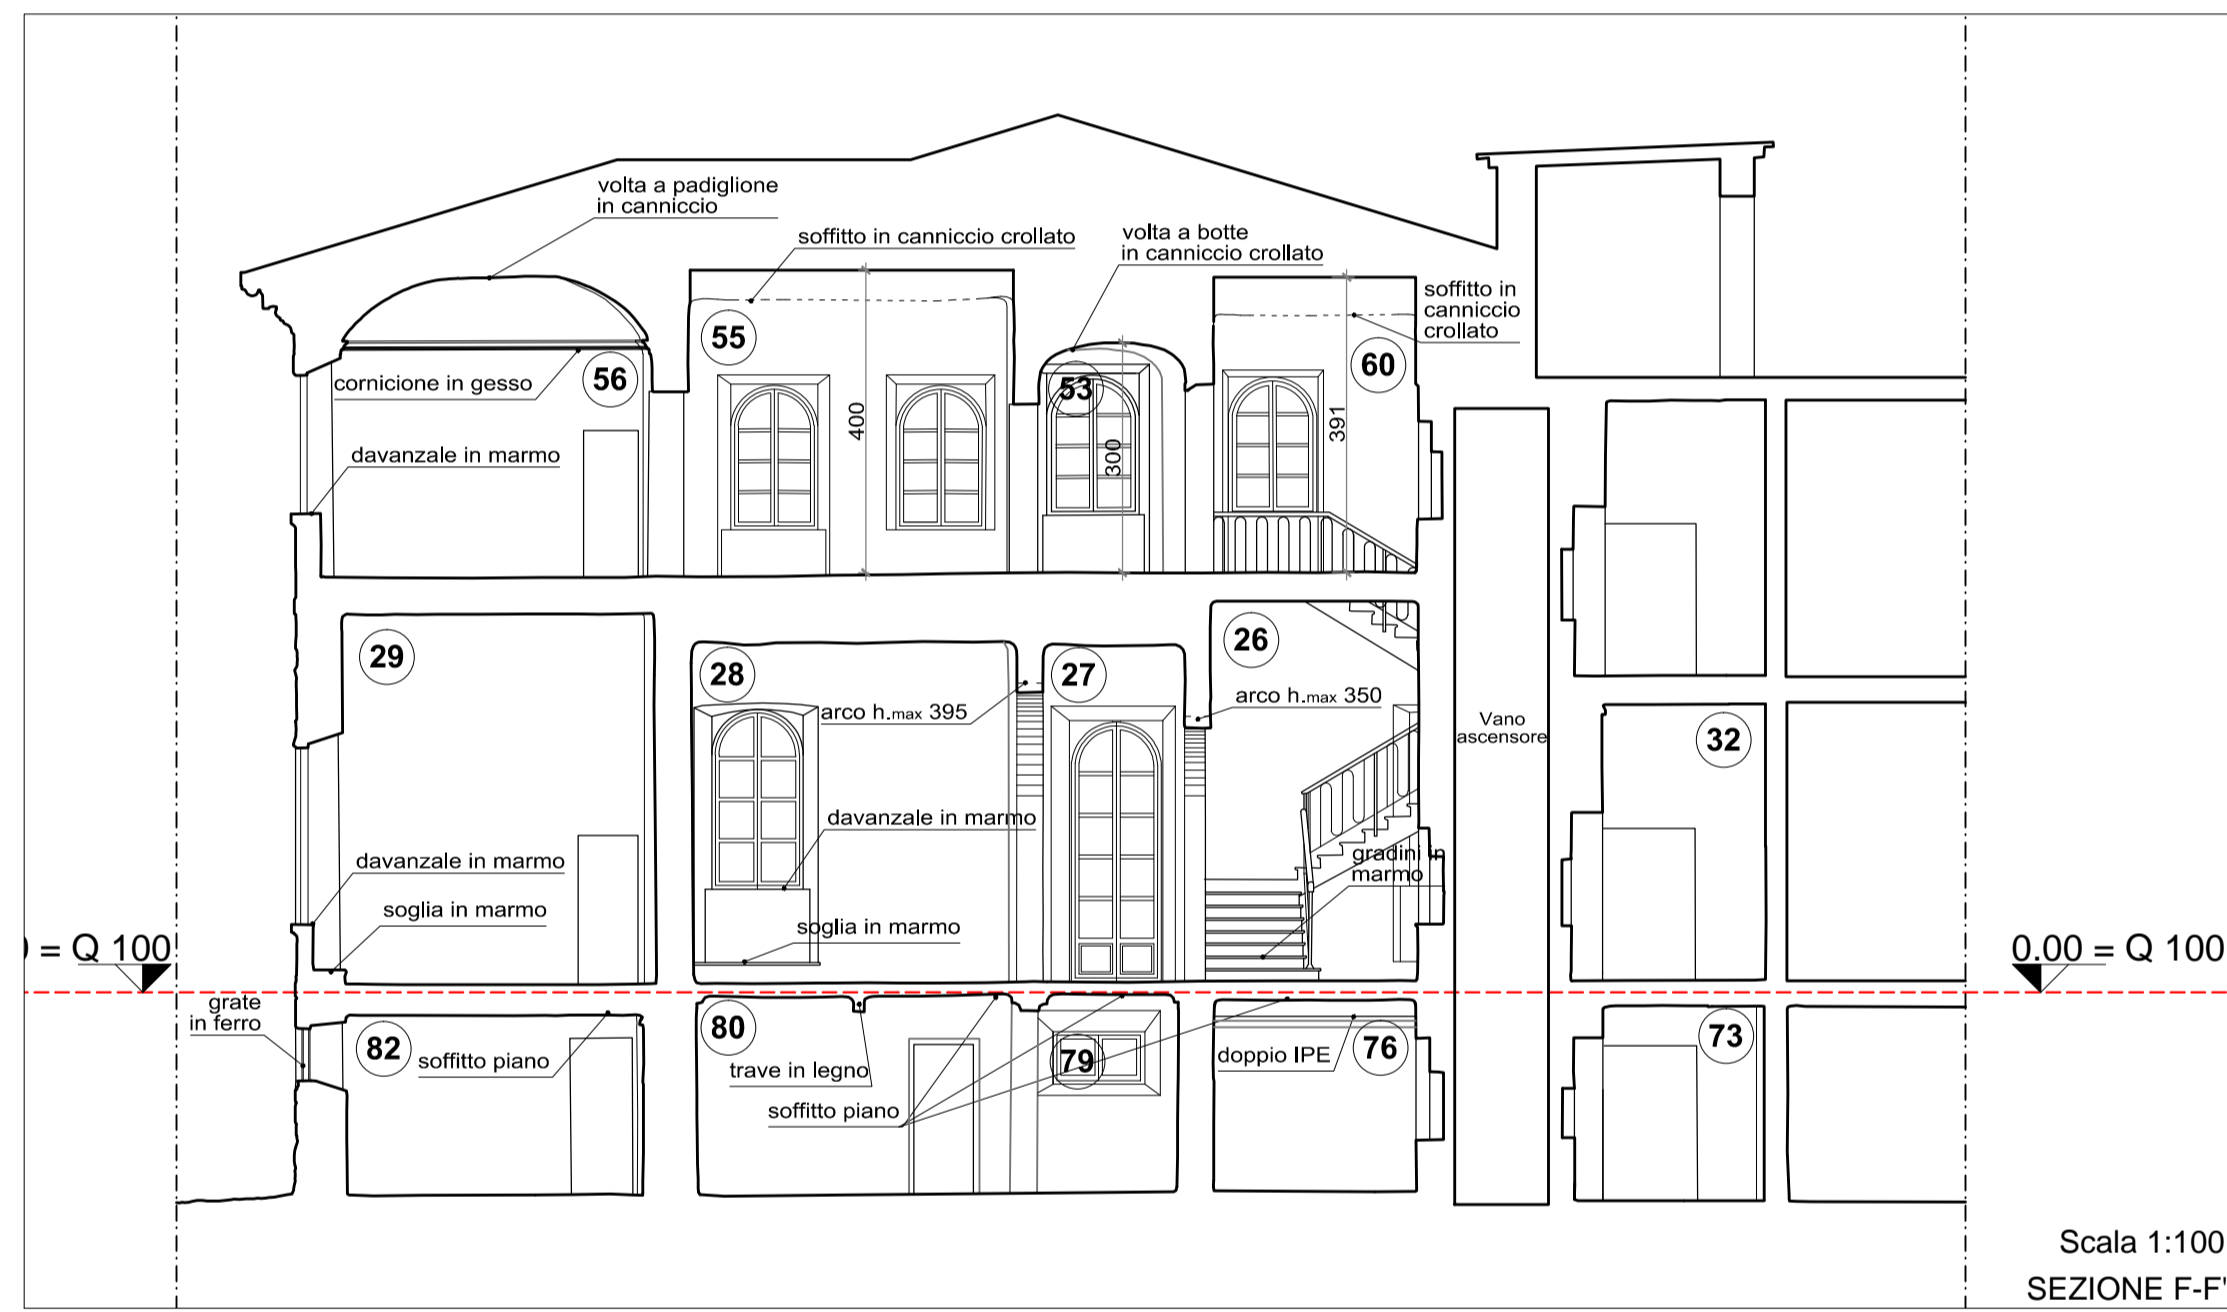 volta a padiglione
in canniccio
soffitto in canniccio crollato
volta a botte
in canniccio crollato
soffitto in
canniccio
crollato
55
56
53
60
cornicione in gesso
400
300
391
davanzale in marmo
29
28
27
26
arco h.max 395
arco h.max 350
Vano
ascensore
32
davanzale in marmo
davanzale in marmo
gradini in
marmo
soglia in marmo
soglia in marmo
) = Q 100
0.00 = Q 100
grate
in ferro
82
soffitto piano
80
trave in legno
soffitto piano
79
doppio IPE
76
73
Scala 1:100
SEZIONE F-F'